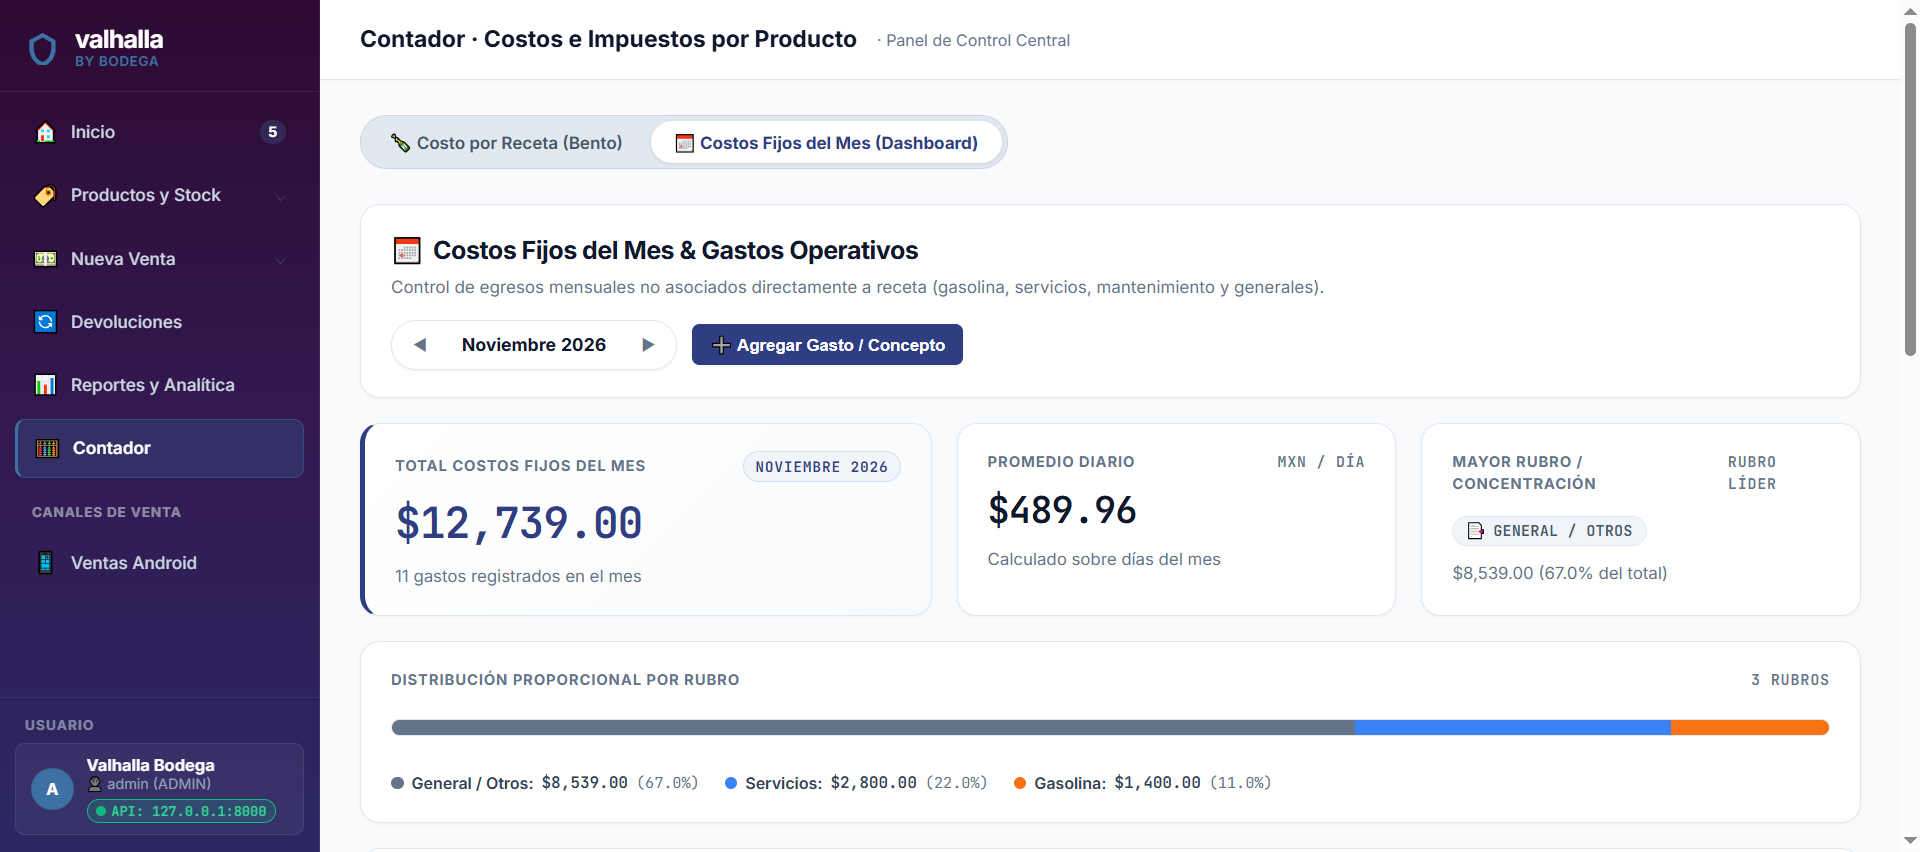 valhalla
BY BODEGA
Inicio
5
Productos y Stock
Nueva Venta
Devoluciones
Reportes y Analítica
Contador
CANALES DE VENTA
Ventas Android
USUARIO
A
Valhalla Bodega
admin (ADMIN)
API: 127.0.0.1:8000
Contador · Costos e Impuestos por Producto · Panel de Control Central
Costo por Receta (Bento)
Costos Fijos del Mes (Dashboard)
Costos Fijos del Mes & Gastos Operativos
Control de egresos mensuales no asociados directamente a receta (gasolina, servicios, mantenimiento y generales).
◀ Noviembre 2026 ▶
➕ Agregar Gasto / Concepto
TOTAL COSTOS FIJOS DEL MES
NOVIEMBRE 2026
$12,739.00
11 gastos registrados en el mes
PROMEDIO DIARIO
MXN / DÍA
$489.96
Calculado sobre días del mes
MAYOR RUBRO /
CONCENTRACIÓN
RUBRO
LÍDER
GENERAL / OTROS
$8,539.00 (67.0% del total)
DISTRIBUCIÓN PROPORCIONAL POR RUBRO
3 RUBROS
General / Otros: $8,539.00 (67.0%)
Servicios: $2,800.00 (22.0%)
Gasolina: $1,400.00 (11.0%)